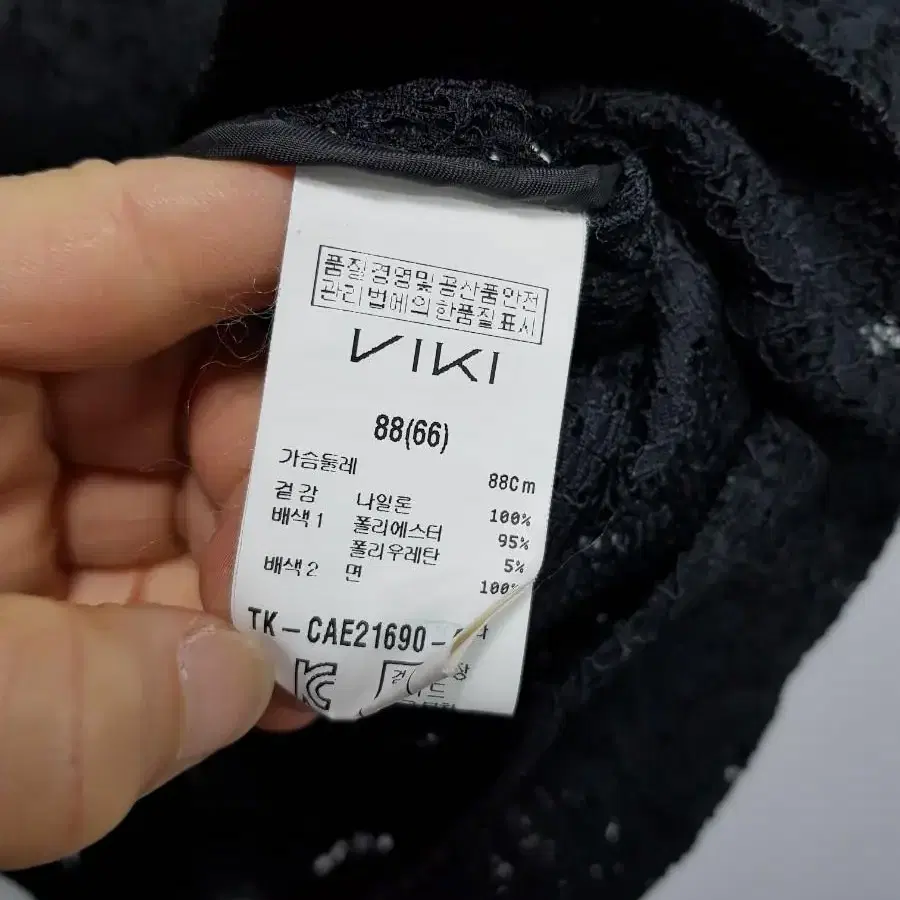 품질경영및 공산품안전
관리법에의한품질표시
VIKI
88(66)
가슴둘레 88Cm
겉감 나일론 100%
배색1 폴리에스터 95%
폴리우레탄 5%
배색2 면 100%
TK-CAE21690-